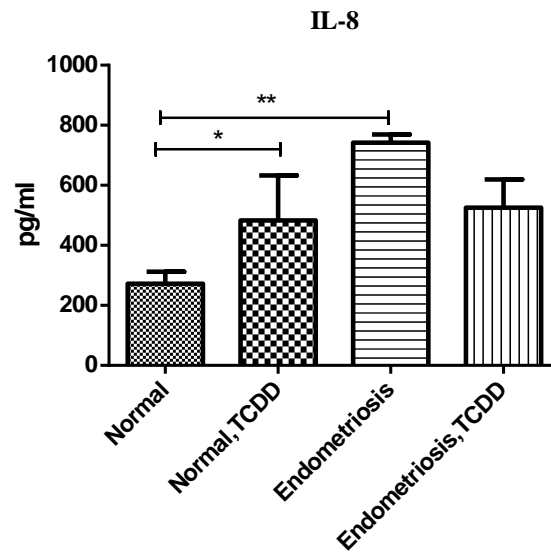 IL-8
1000
800
600
400
200
0
pg/ml
**
*
Normal
Normal, TCDD
Endometriosis
Endometriosis, TCDD